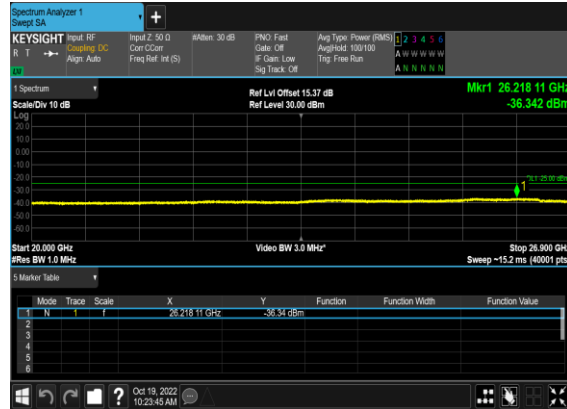 Spectrum Analyzer 1
Swept SA
KEYSIGHT Input: RF Input Z: 50 Ω #Atten: 30 dB PNO: Fast Avg Type: Power (RMS) 1 2 3 4 5 6
R T Coupling: DC Corr CCorr Gate: Off Avg|Hold: 100/100 A W W W W W
Align: Auto Freq Ref: Int (S) IF Gain: Low Trig: Free Run
Sig Track: Off A N N N N N
1 Spectrum
Ref Lvl Offset 15.37 dB Mkr1 26.218 11 GHz
Scale/Div 10 dB Ref Level 30.00 dBm -36.342 dBm
Log
20.0
10.0
0.00
-10.0
-20.0
DL1 -25.00 dBm
-30.0
1
-40.0
-50.0
-60.0
Start 20.000 GHz Video BW 3.0 MHz* Stop 26.900 GHz
#Res BW 1.0 MHz Sweep ~15.2 ms (40001 pts)
5 Marker Table
Mode Trace Scale X Y Function Function Width Function Value
1 N 1 f 26.218 11 GHz -36.34 dBm
2
3
4
5
6
? Oct 19, 2022
10:23:45 AM